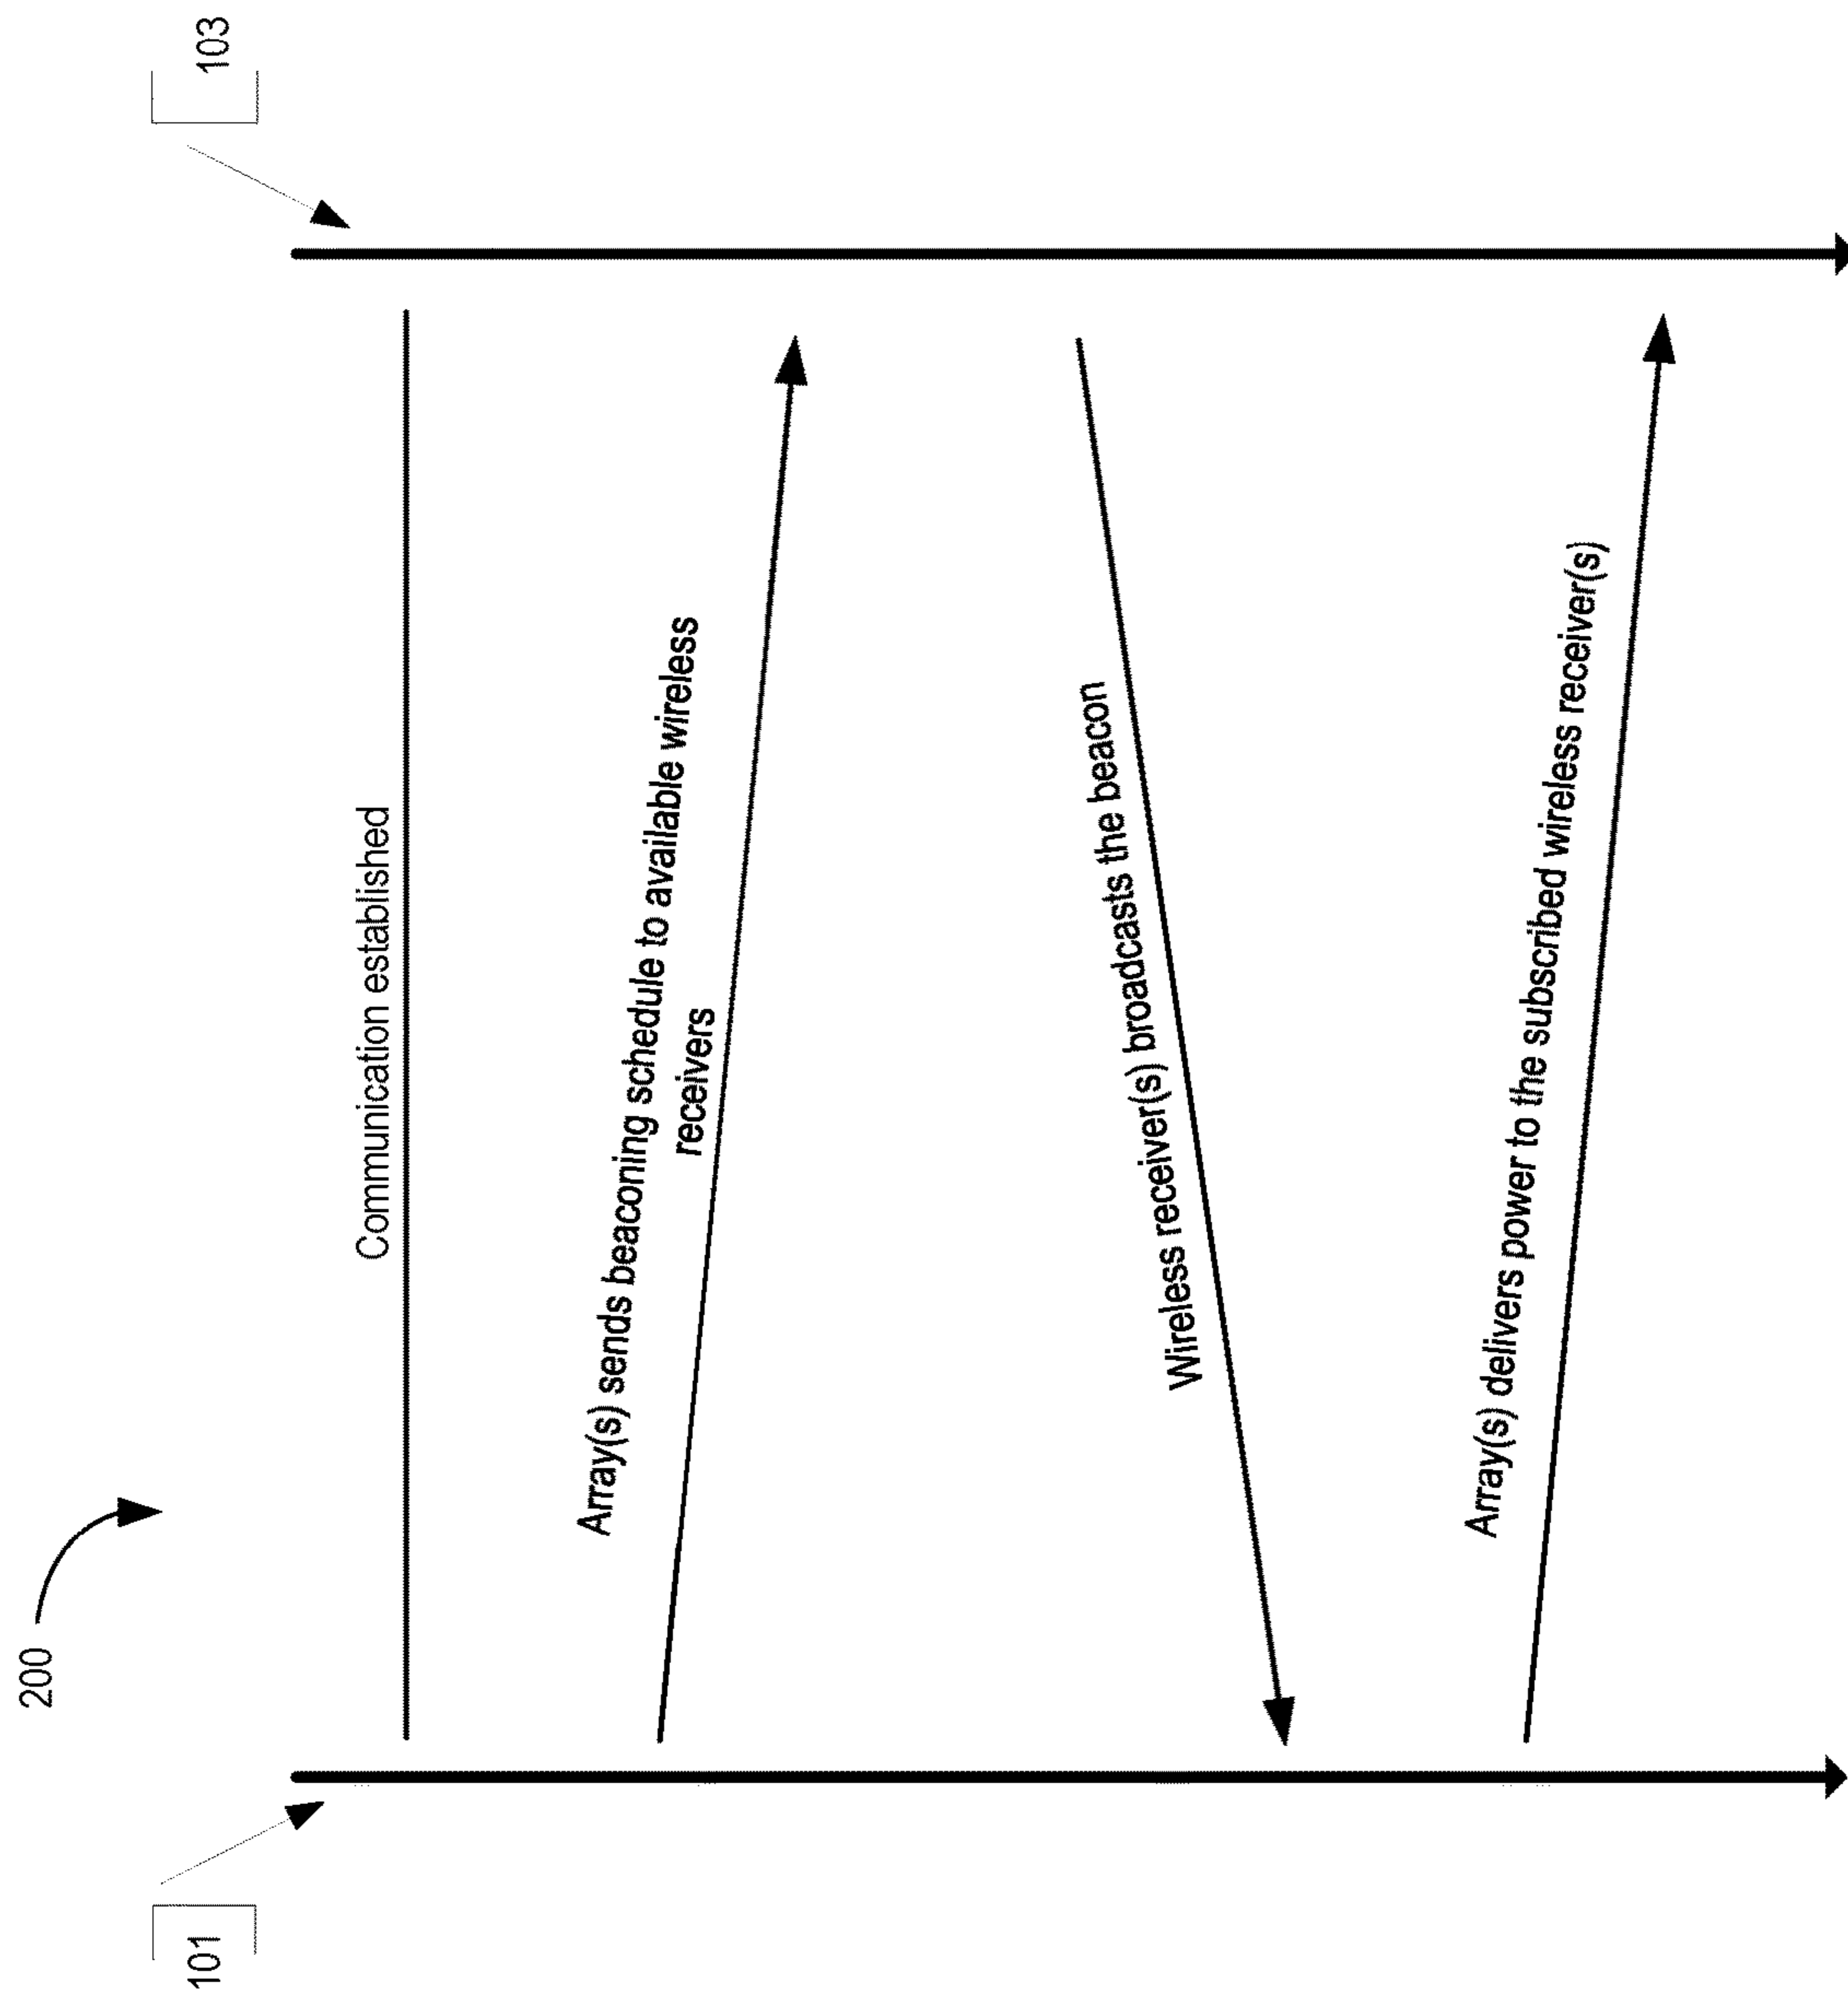 200
101
103
Communication established
Array(s) sends beaconing schedule to available wireless
receivers
Wireless receiver(s) broadcasts the beacon
Array(s) delivers power to the subscribed wireless receiver(s)